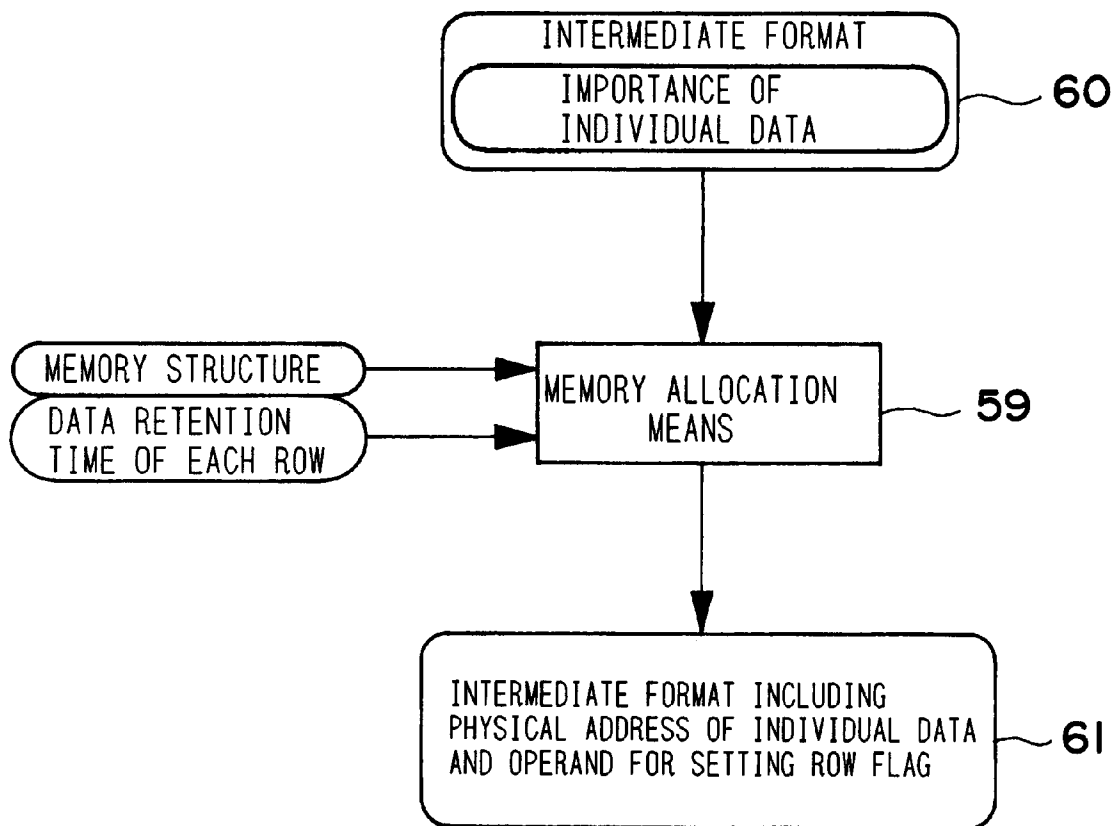 INTERMEDIATE FORMAT
IMPORTANCE OF
INDIVIDUAL DATA
60
MEMORY STRUCTURE
DATA RETENTION
TIME OF EACH ROW
MEMORY ALLOCATION
MEANS
59
INTERMEDIATE FORMAT INCLUDING
PHYSICAL ADDRESS OF INDIVIDUAL DATA
AND OPERAND FOR SETTING ROW FLAG
61